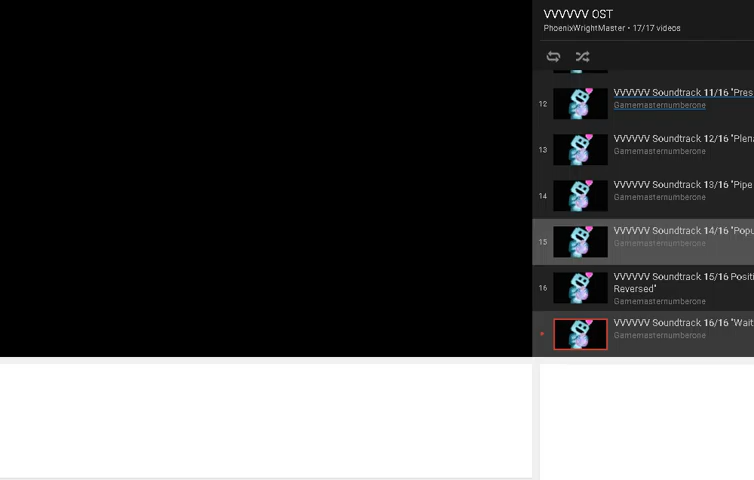 VVVVVV OST
PhoenixWrightMaster • 17/17 videos
12
VVVVVV Soundtrack 11/16 "Pres
Gamemasternumberone
13
VVVVVV Soundtrack 12/16 "Plen
Gamemasternumberone
14
VVVVVV Soundtrack 13/16 "Pipe
Gamemasternumberone
15
VVVVVV Soundtrack 14/16 "Popu
Gamemasternumberone
16
VVVVVV Soundtrack 15/16 Positi
Reversed"
Gamemasternumberone
VVVVVV Soundtrack 16/16 "Wait
Gamemasternumberone